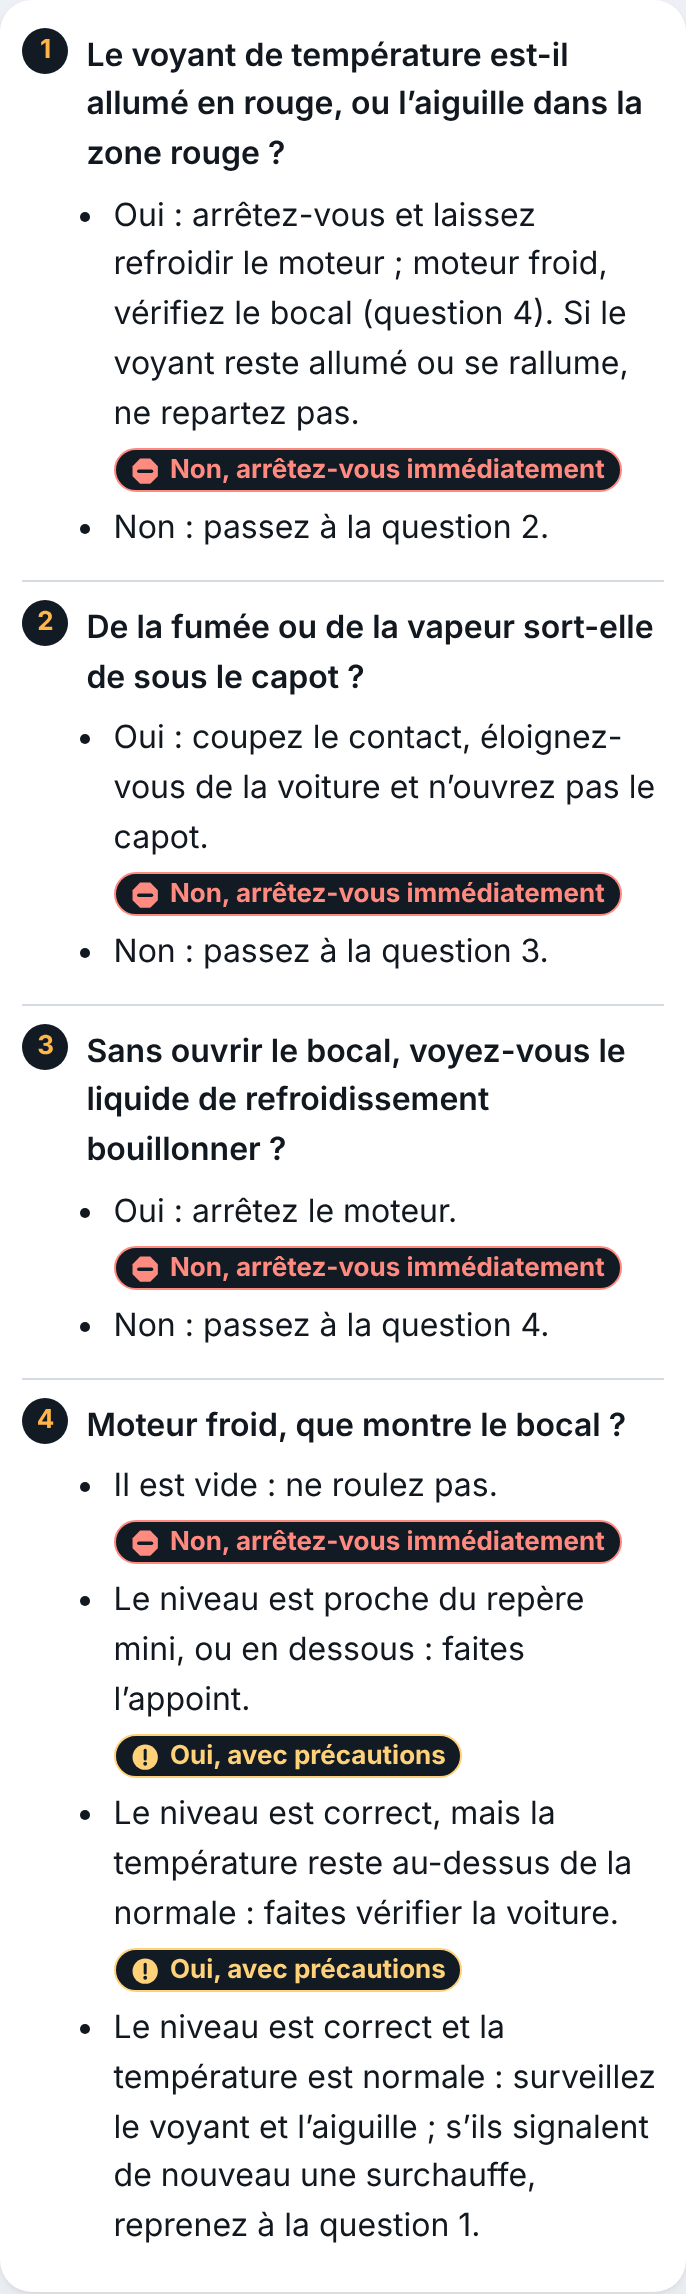 1
Le voyant de température est-il
allumé en rouge, ou l’aiguille dans la
zone rouge ?
• Oui : arrêtez-vous et laissez
refroidir le moteur ; moteur froid,
vérifiez le bocal (question 4). Si le
voyant reste allumé ou se rallume,
ne repartez pas.
Non, arrêtez-vous immédiatement
• Non : passez à la question 2.
2
De la fumée ou de la vapeur sort-elle
de sous le capot ?
• Oui : coupez le contact, éloignez-
vous de la voiture et n’ouvrez pas le
capot.
Non, arrêtez-vous immédiatement
• Non : passez à la question 3.
3
Sans ouvrir le bocal, voyez-vous le
liquide de refroidissement
bouillonner ?
• Oui : arrêtez le moteur.
Non, arrêtez-vous immédiatement
• Non : passez à la question 4.
4
Moteur froid, que montre le bocal ?
• Il est vide : ne roulez pas.
Non, arrêtez-vous immédiatement
• Le niveau est proche du repère
mini, ou en dessous : faites
l’appoint.
Oui, avec précautions
• Le niveau est correct, mais la
température reste au-dessus de la
normale : faites vérifier la voiture.
Oui, avec précautions
• Le niveau est correct et la
température est normale : surveillez
le voyant et l’aiguille ; s’ils signalent
de nouveau une surchauffe,
reprenez à la question 1.